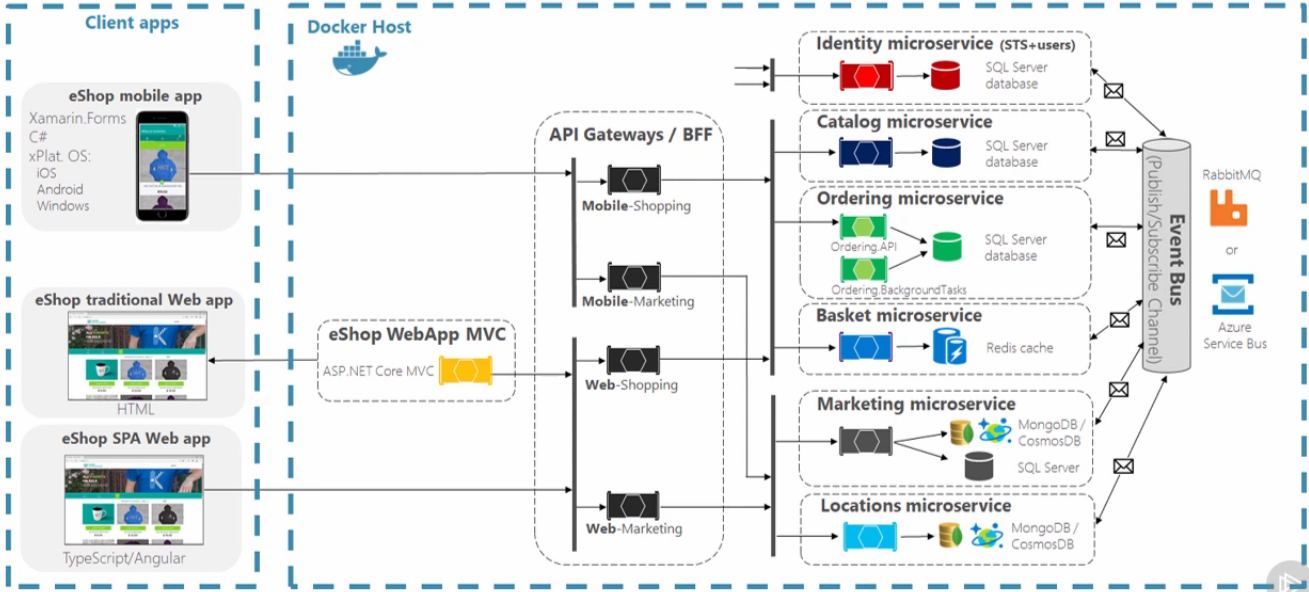 Client apps
eShop mobile app
Xamarin.Forms
C#
xPlat. OS:
iOS
Android
Windows
eShop traditional Web app
HTML
eShop SPA Web app
TypeScript/Angular
Docker Host
eShop WebApp MVC
ASP.NET Core MVC
API Gateways / BFF
Mobile-Shopping
Mobile-Marketing
Web-Shopping
Web-Marketing
Identity microservice (STS+users)
SQL Server
database
Catalog microservice
SQL Server
database
Ordering microservice
Ordering.API
SQL Server
database
Ordering.BackgroundTasks
Basket microservice
Redis cache
Marketing microservice
MongoDB /
CosmosDB
SQL Server
Locations microservice
MongoDB /
CosmosDB
Event Bus
(Publish/Subscribe Channel)
RabbitMQ
or
Azure
Service Bus